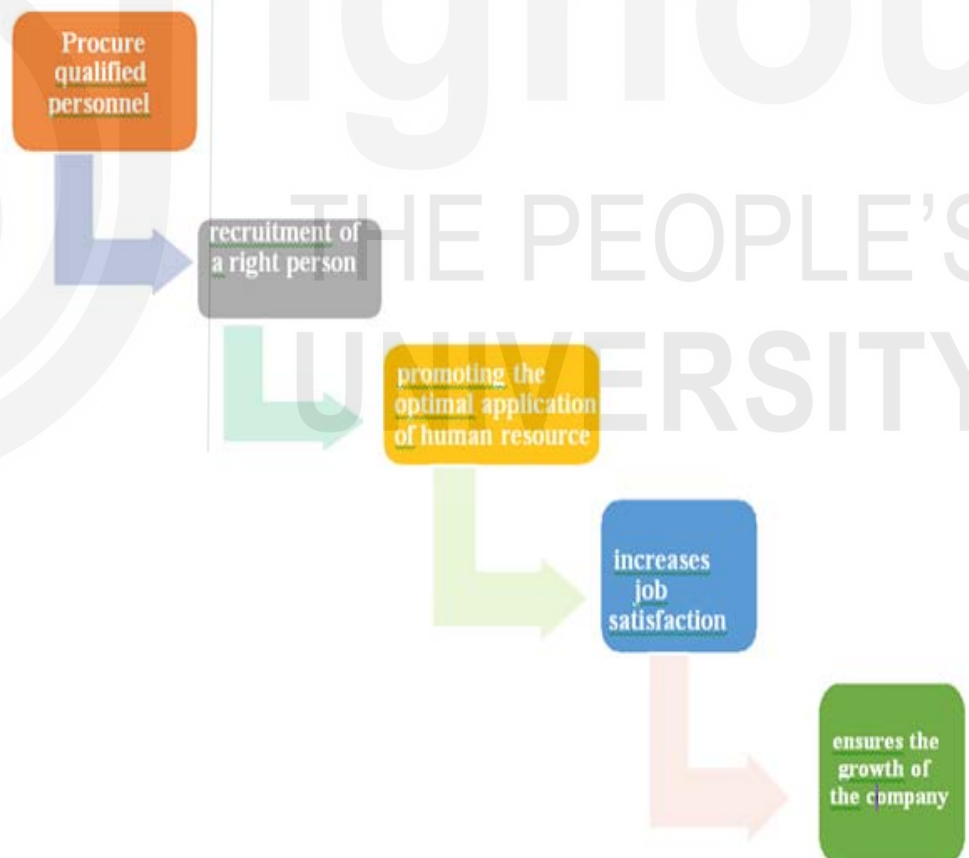 ignou
THE PEOPLE'S
UNIVERSITY
Procure
qualified
personnel
recruitment of
a right person
promoting the
optimal application
of human resource
increases
job
satisfaction
ensures the
growth of
the company